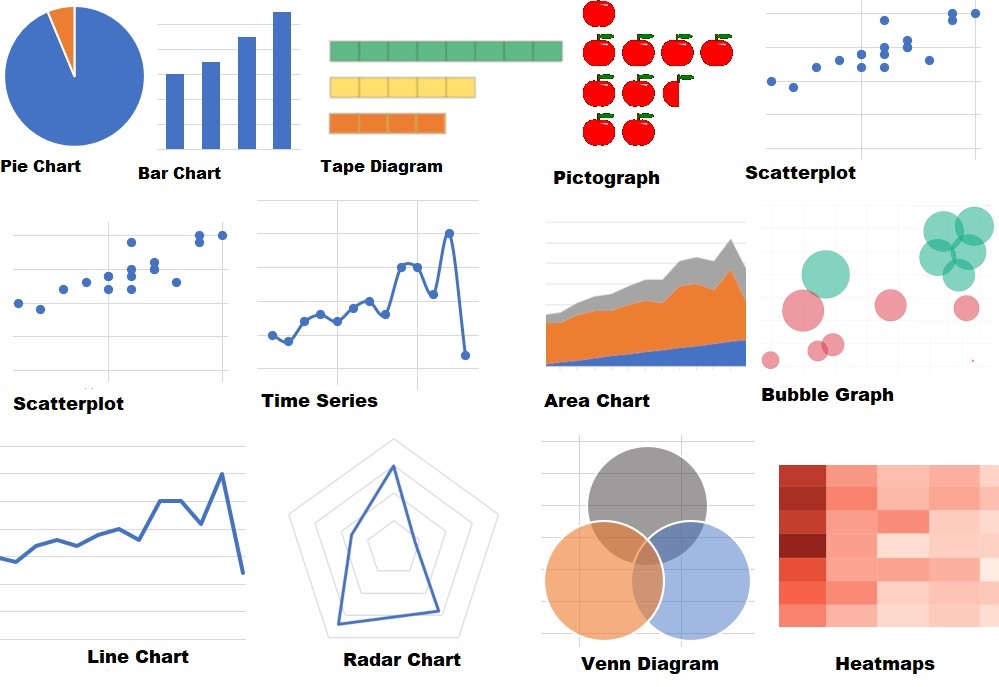 Pie Chart
Bar Chart
Tape Diagram
Pictograph
Scatterplot
Scatterplot
Time Series
Area Chart
Bubble Graph
Line Chart
Radar Chart
Venn Diagram
Heatmaps